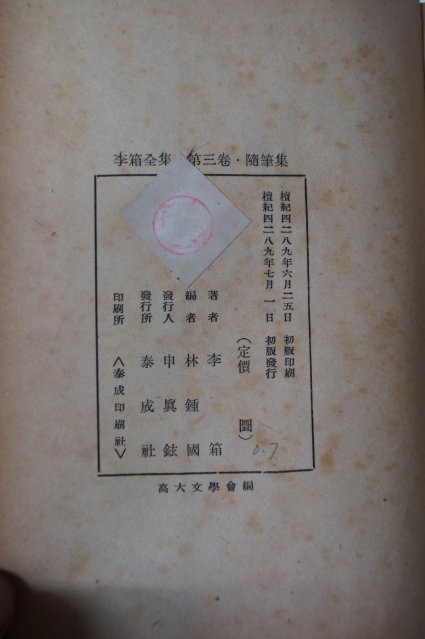 李箱全集 第三卷・隨筆集
檀紀四二八九年六月二五日 初版印刷
檀紀四二八九年七月 一日 初版發行
(定價 圜)
0.7
著者 李 箱
編者 林鍾國
發行人 申眞鉉
發行所 泰成社
印刷所 <泰成印刷社>
高大文學會編